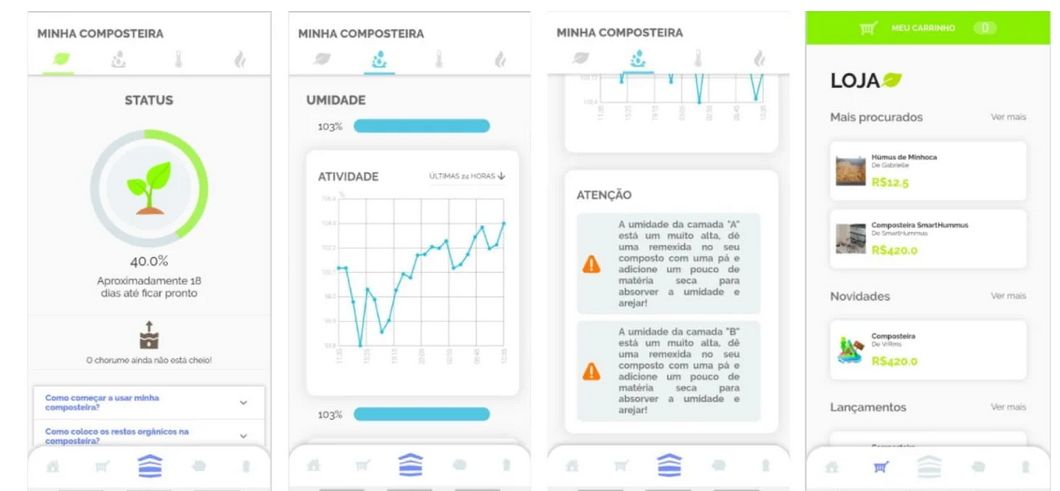 MINHA COMPOSTEIRA
STATUS
40.0%
Aproximadamente 18
dias até ficar pronto
O chorume ainda não está cheio!
Como começar a usar minha
composteira?
Como coloco os restos orgânicos na
composteira?
MINHA COMPOSTEIRA
UMIDADE
103%
ATIVIDADE
ÚLTIMAS 24 HORAS
103%
MINHA COMPOSTEIRA
ATENÇÃO
A umidade da camada "A"
está um muito alta, dê
uma remexida no seu
composto com uma pá e
adicione um pouco de
matéria seca para
absorver a umidade e
arejar!
A umidade da camada "B"
está um muito alta, dê
uma remexida no seu
composto com uma pá e
adicione um pouco de
matéria seca para
absorver a umidade e
arejar!
MEU CARRINHO 0
LOJA
Mais procurados Ver mais
Húmus de Minhoca
De Gabrielle
R$12.5
Composteira SmartHummus
De SmartHummus
R$420.0
Novidades Ver mais
Composteira
R$420.0
Lançamentos Ver mais